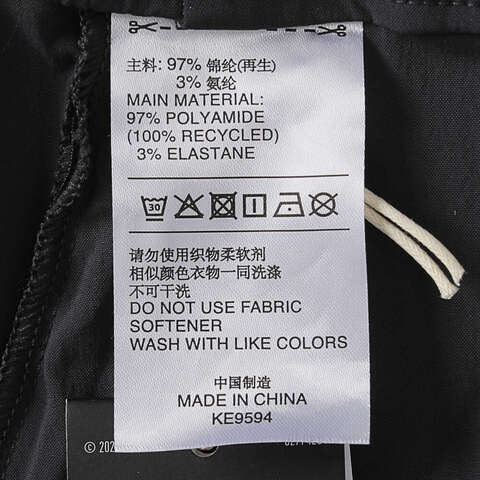 主料: 97% 锦纶(再生)
3% 氨纶
MAIN MATERIAL:
97% POLYAMIDE
(100% RECYCLED)
3% ELASTANE
30
请勿使用织物柔软剂
相似颜色衣物一同洗涤
不可干洗
DO NOT USE FABRIC
SOFTENER
WASH WITH LIKE COLORS
中国制造
MADE IN CHINA
KE9594